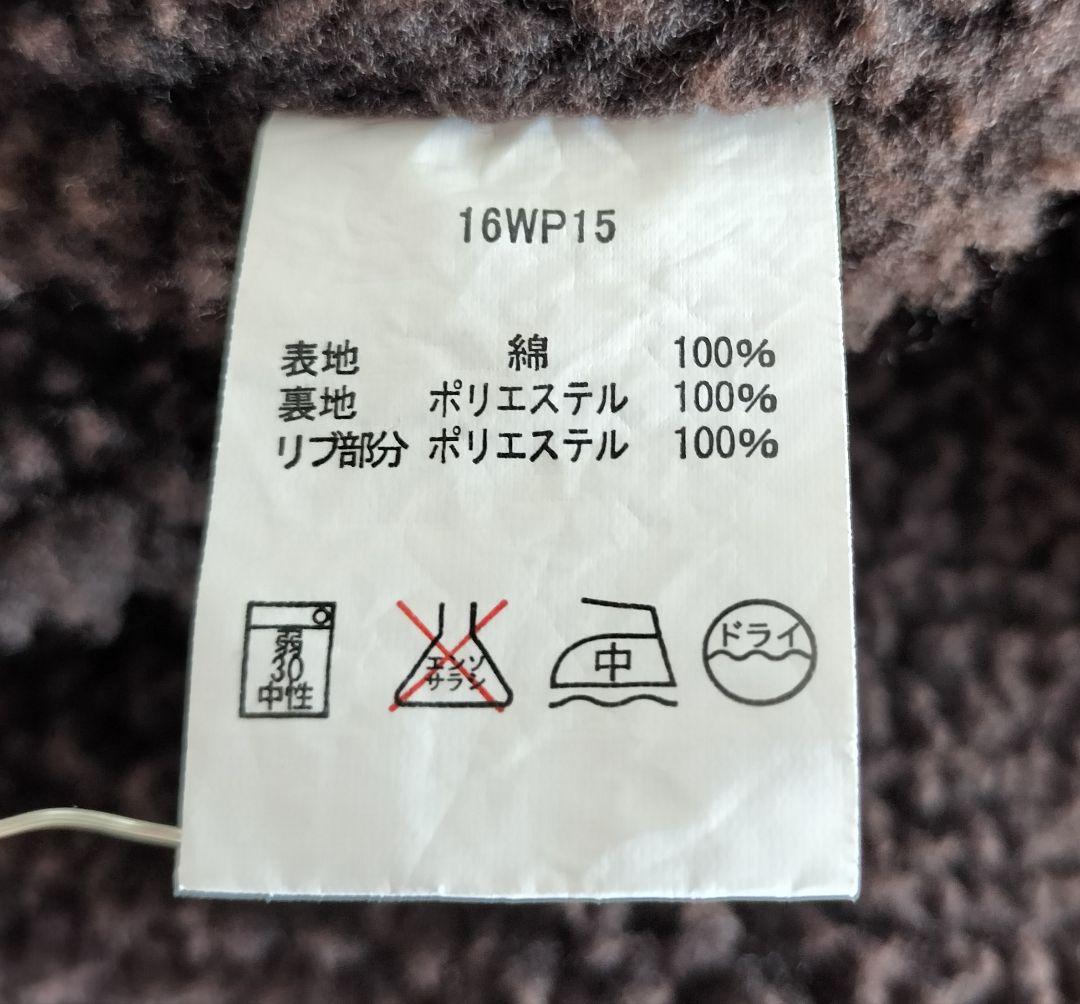 16WP15
表地 綿 100%
裏地 ポリエステル 100%
リブ部分 ポリエステル 100%
弱
30
中性
エンソ
サラシ
中
ドライ